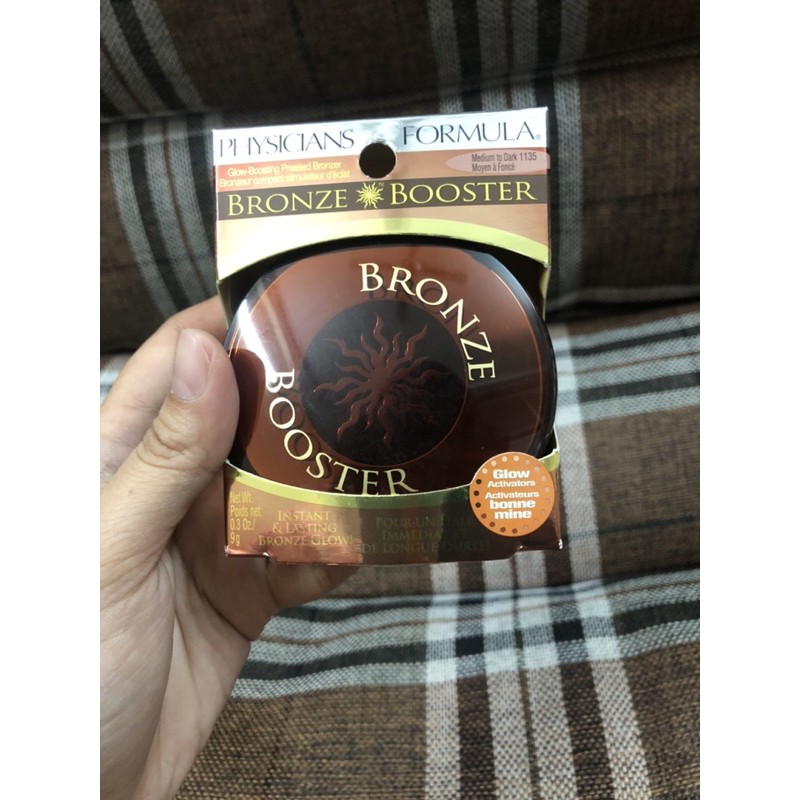 PHYSICIANS FORMULA®
Glow-Boosting Pressed Bronzer
Bronzeur compact stimulateur d'éclat
Medium to Dark 1135
Moyen à Foncé
BRONZE BOOSTER
BRONZE
BOOSTER
Glow
Activators
Activateurs
bonne
mine
Net Wt.
Poids net
0.3 Oz./
9 g
INSTANT
& LASTING
BRONZE GLOW!
POUR UN
IMMÉDIAT
DE LONGUE DURÉE!